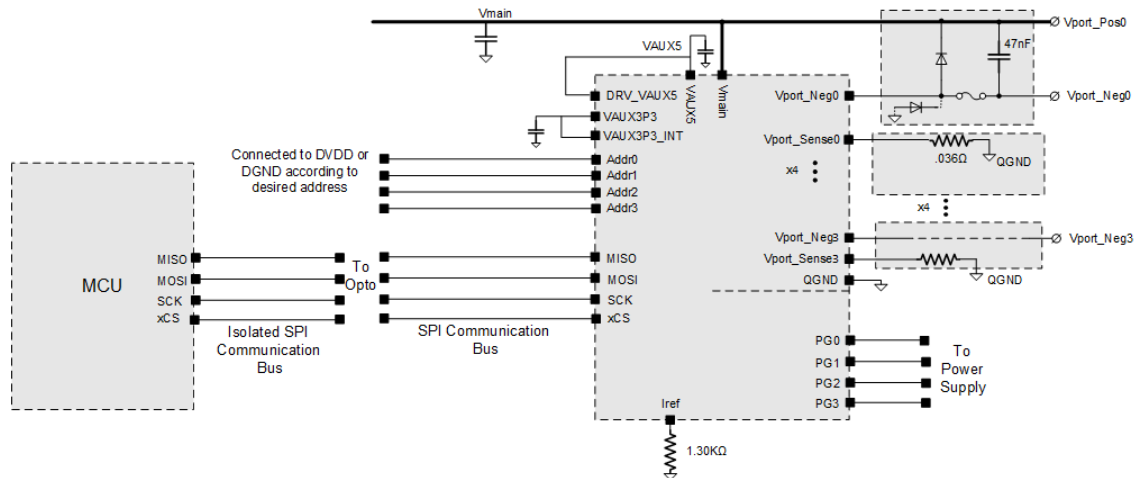 Vmain
Vport_Pos0
47nF
VAUX5
DRV_VAUX5
VAUX5
Vmain
Vport_Neg0
Vport_Neg0
VAUX3P3
VAUX3P3_INT
Vport_Sense0
.036Ω
QGND
Connected to DVDD or
DGND according to
desired address
Addr0
Addr1
Addr2
Addr3
x4
x4
Vport_Neg3
Vport_Neg3
Vport_Sense3
QGND
QGND
MCU
MISO
MOSI
SCK
xCS
To
Opto
MISO
MOSI
SCK
xCS
Isolated SPI
Communication
Bus
SPI Communication
Bus
PG0
PG1
PG2
PG3
To
Power
Supply
Iref
1.30KΩ